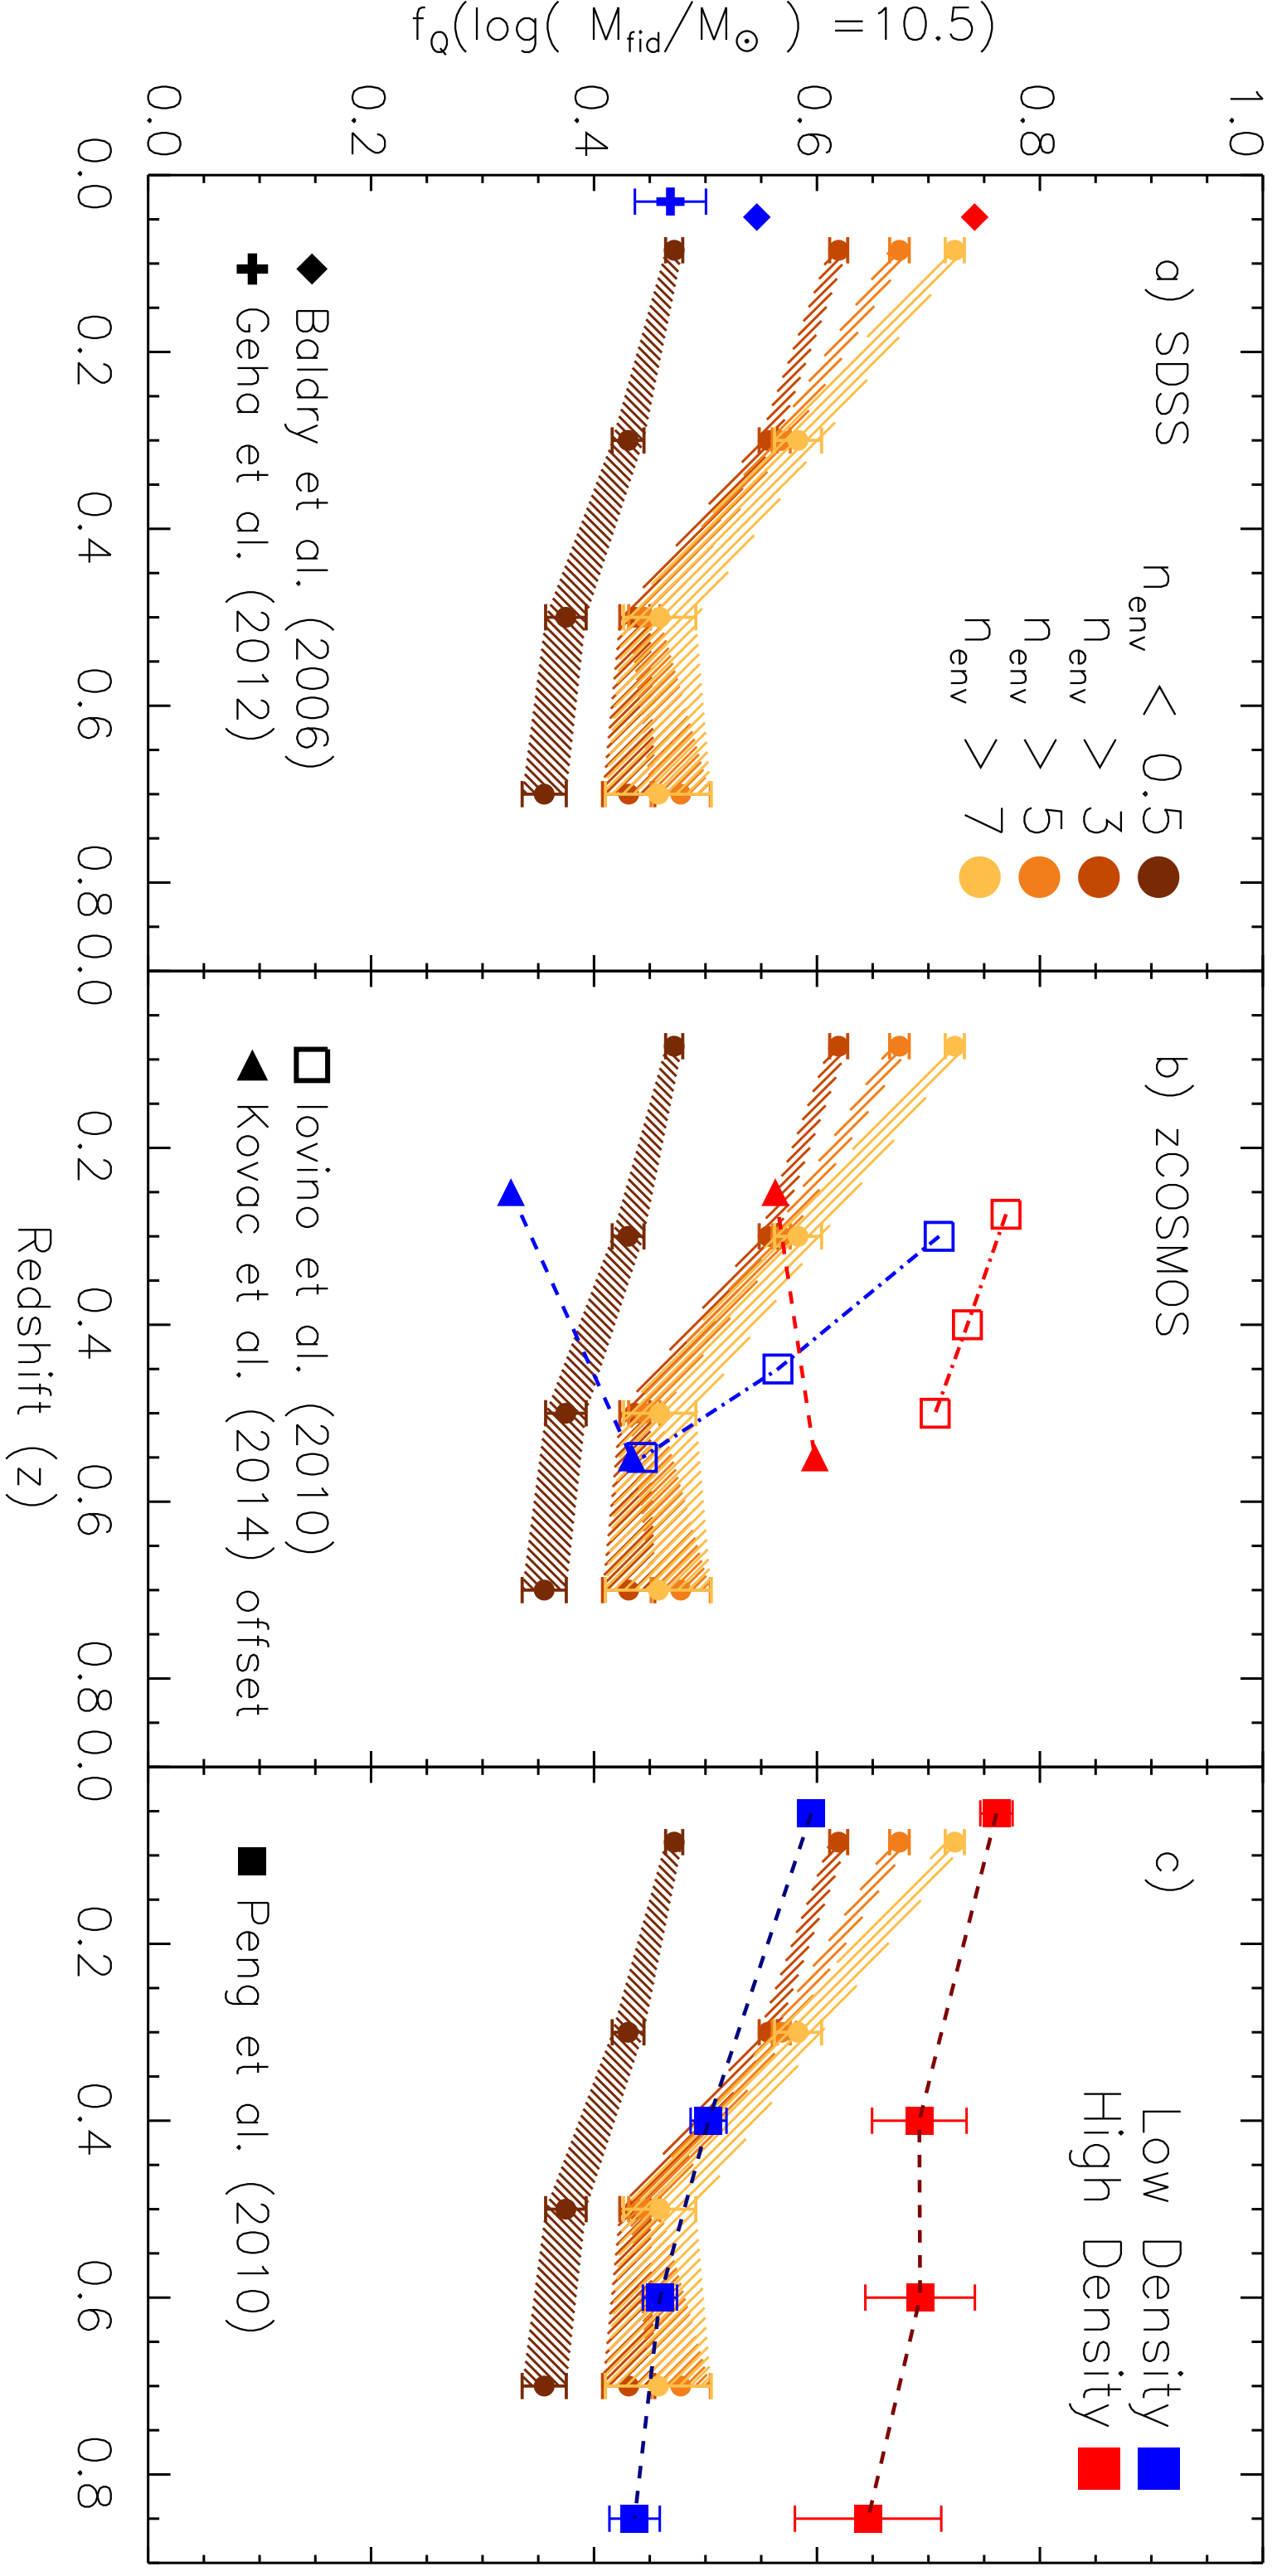 a) SDSS
n_env < 0.5
n_env > 3
n_env > 5
n_env > 7
Baldry et al. (2006)
Geha et al. (2012)
b) zCOSMOS
Iovino et al. (2010)
Kovac et al. (2014) offset
c)
Low Density
High Density
Peng et al. (2010)
f_Q(log( M_fid/M_⊙ ) =10.5)
1.0
0.8
0.6
0.4
0.2
0.0
0.0 0.2 0.4 0.6 0.8 0.0 0.2 0.4 0.6 0.8 0.0 0.2 0.4 0.6 0.8
Redshift (z)